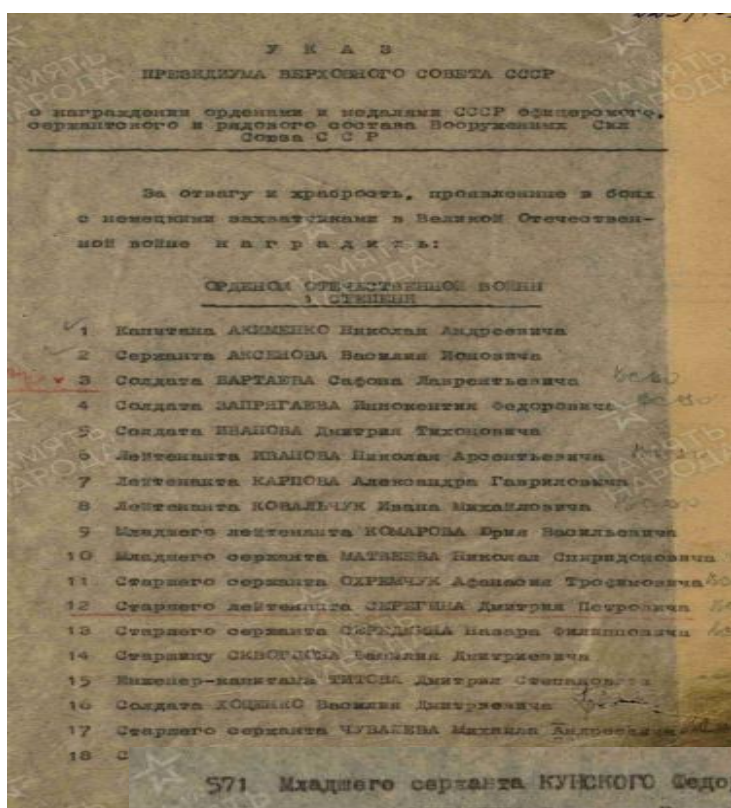 У К А З
ПРЕЗИДИУМА ВЕРХОВНОГО СОВЕТА СССР
о награждении орденами и медалями СССР офицерского,
сержантского и рядового состава Вооруженных Сил
Союза С С Р
За отвагу и храбрость, проявленные в боях
с немецкими захватчиками в Великой Отечествен-
ной войне н а г р а д и т ь:
ОРДЕНОМ ОТЕЧЕСТВЕННОЙ ВОЙНЫ
СТЕПЕНИ
1 Капитана АКИМЕНКО Николая Андреевича
2 Сержанта АКСЕНОВА Василия Ионовича
3 Солдата БАРТАЕВА Сафона Лаврентьевича
4 Солдата ЗАПРЯГАЕВА Иннокентия Федоровича
5 Солдата ИВАНОВА Дмитрия Тихоновича
6 Лейтенанта ИВАНОВА Николая Арсентьевича
7 Лейтенанта КАРПОВА Александра Гавриловича
8 Лейтенанта КОВАЛЬЧУК Ивана Михайловича
9 Младшего лейтенанта КОМАРОВА Юрия Васильевича
10 Младшего сержанта МАТВЕЕВА Николая Спиридоновича
11 Старшего сержанта ОХРЕМЧУК Афанасия Трофимовича
12 Старшего лейтенанта СЕРЕГИНА Дмитрия Петровича
13 Старшего сержанта СЕРЕДКИНА Назара Филипповича
14 Старшину СКВОРЦОВА Василия Дмитриевича
15 Инженер-капитана ТИТОВА Дмитрия Степановича
16 Солдата ХОЦЕНКО Василия Дмитриевича
17 Старшего сержанта ЧУВАШЕВА Михаила Андреевича
18 С
571 Младшего сержанта КУНСКОГО Федо
ПАМЯТЬ
НАРОДА